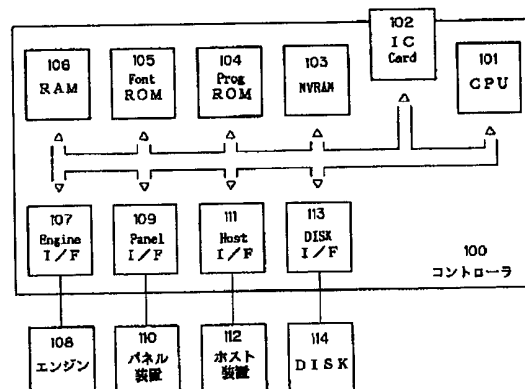 102
IC
Card
106
RAM
105
Font
ROM
104
Prog
ROM
103
NVRAM
101
CPU
107
Engine
I/F
109
Panel
I/F
111
Host
I/F
113
DISK
I/F
100
コントローラ
108
エンジン
110
パネル
装置
112
ホスト
装置
114
DISK